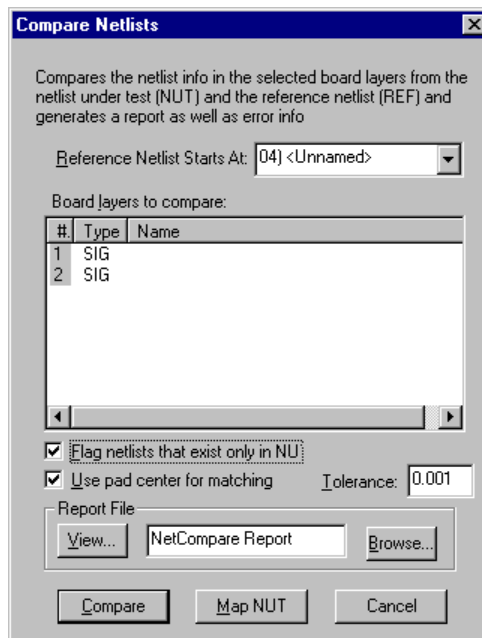 Compare Netlists
Compares the netlist info in the selected board layers from the
netlist under test (NUT) and the reference netlist (REF) and
generates a report as well as error info
Reference Netlist Starts At: 04) <Unnamed>
Board layers to compare:
#. Type Name
1 SIG
2 SIG
Flag netlists that exist only in NU
Use pad center for matching Tolerance: 0.001
Report File
View... NetCompare Report Browse...
Compare Map NUT Cancel